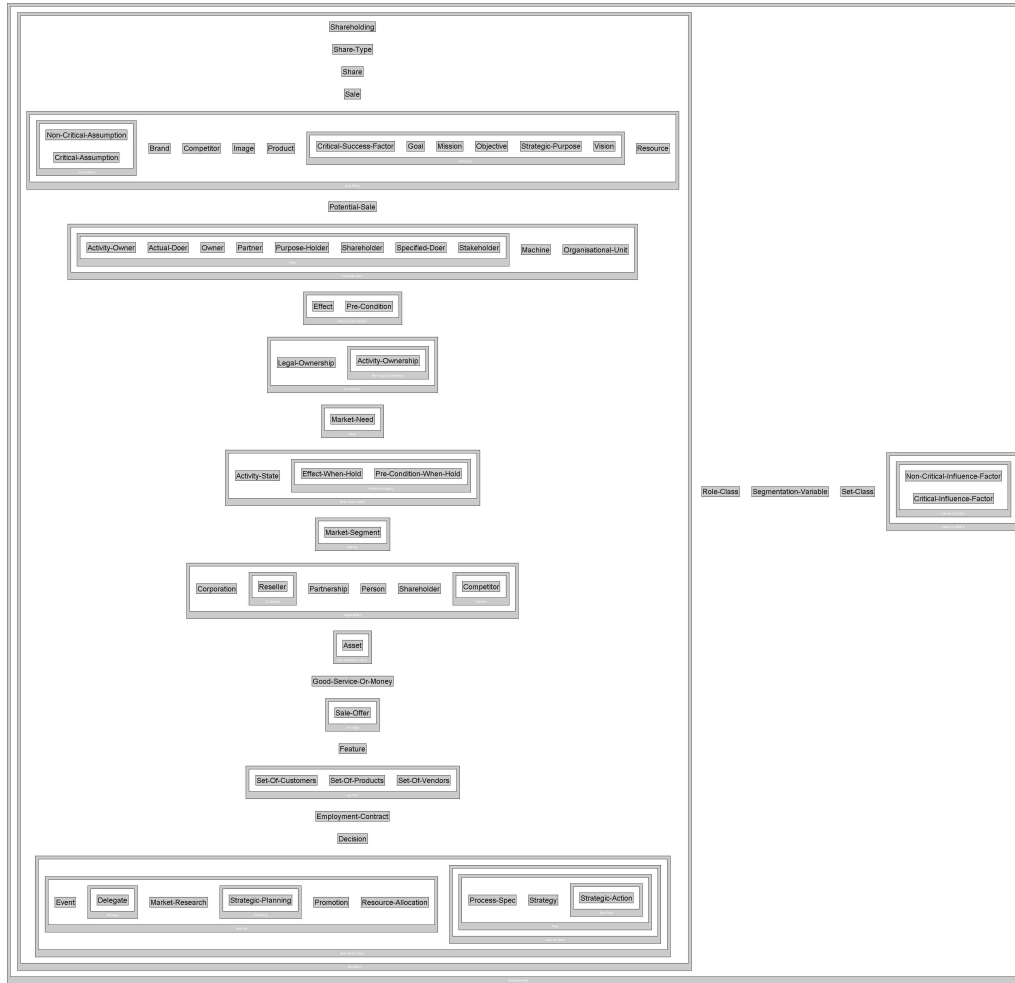 Shareholding
Share-Type
Share
Sale
Non-Critical-Assumption
Critical-Assumption
Brand
Competitor
Image
Product
Critical-Success-Factor
Goal
Mission
Objective
Strategic-Purpose
Vision
Resource
Potential-Sale
Activity-Owner
Actual-Doer
Owner
Partner
Purpose-Holder
Shareholder
Specified-Doer
Stakeholder
Machine
Organisational-Unit
Effect
Pre-Condition
Legal-Ownership
Activity-Ownership
Market-Need
Activity-State
Effect-When-Hold
Pre-Condition-When-Hold
Role-Class
Segmentation-Variable
Set-Class
Non-Critical-Influence-Factor
Critical-Influence-Factor
Market-Segment
Corporation
Reseller
Partnership
Person
Shareholder
Competitor
Asset
Good-Service-Or-Money
Sale-Offer
Feature
Set-Of-Customers
Set-Of-Products
Set-Of-Vendors
Employment-Contract
Decision
Event
Delegate
Market-Research
Strategic-Planning
Promotion
Resource-Allocation
Process-Spec
Strategy
Strategic-Action